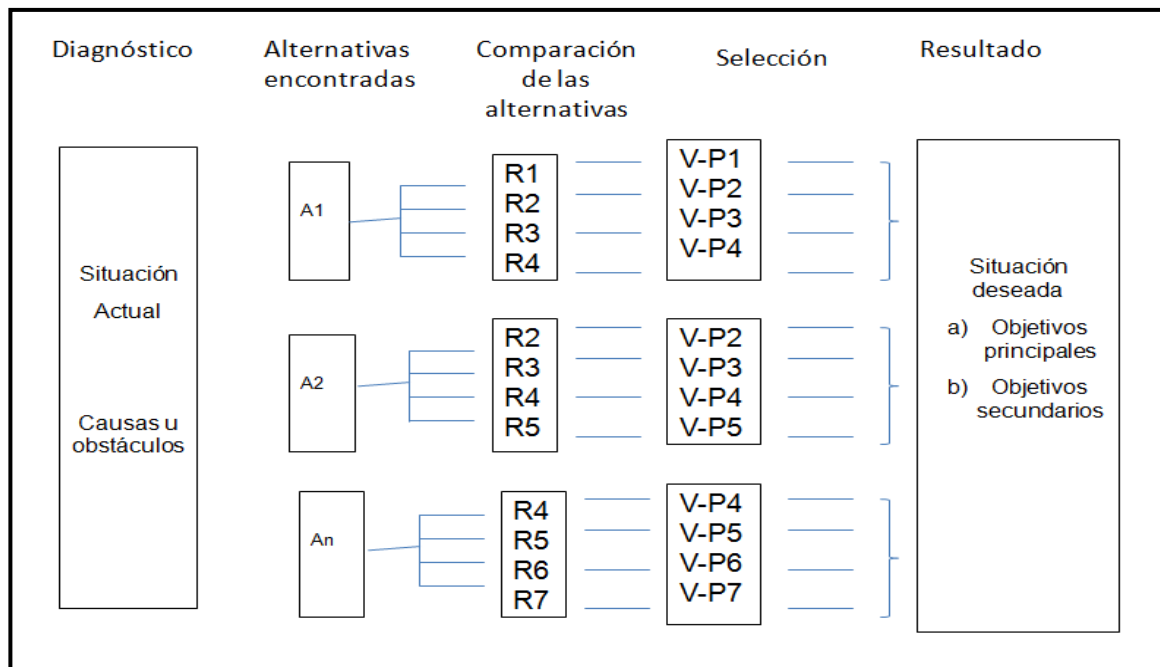 Diagnóstico
Alternativas
encontradas
Comparación
de las
alternativas
Selección
Resultado
Situación
Actual
Causas u
obstáculos
A1
R1
R2
R3
R4
V-P1
V-P2
V-P3
V-P4
A2
R2
R3
R4
R5
V-P2
V-P3
V-P4
V-P5
An
R4
R5
R6
R7
V-P4
V-P5
V-P6
V-P7
Situación
deseada
a) Objetivos
principales
b) Objetivos
secundarios